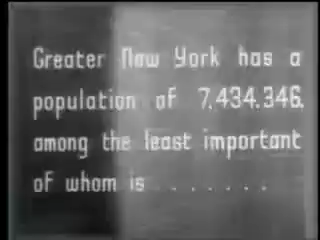 Greater New York has a
population of 7,434,346,
among the least important
of whom is . . . . . . .